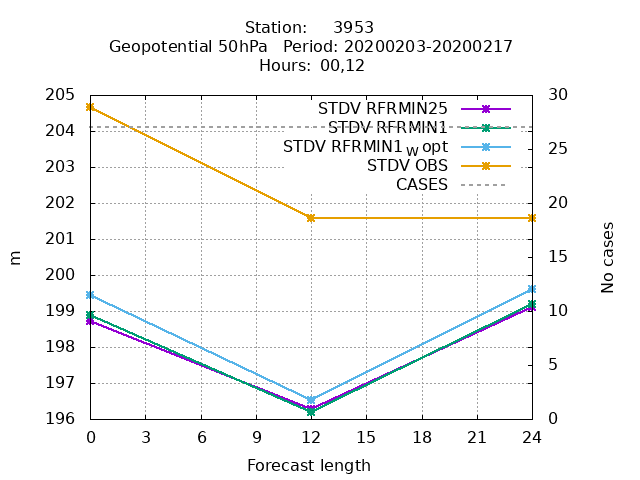 Station: 3953
Geopotential 50hPa Period: 20200203-20200217
Hours: 00,12
205
204
203
202
201
200
199
198
197
196
m
30
25
20
15
10
5
0
No cases
STDV RFRMIN25
STDV RFRMIN1
STDV RFRMIN1_W opt
STDV OBS
CASES
0 3 6 9 12 15 18 21 24
Forecast length